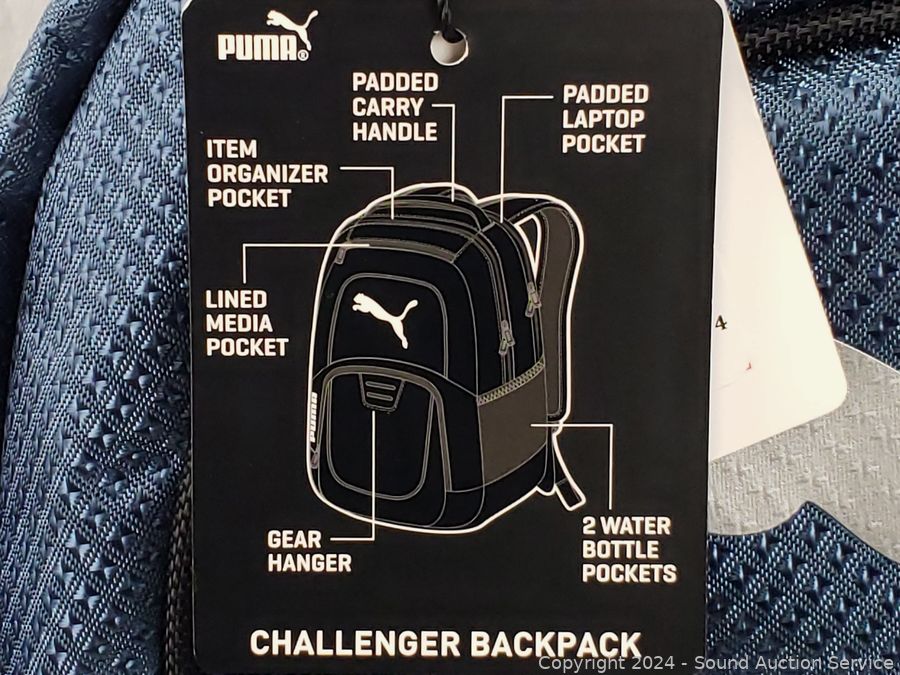 PUMA®
PADDED
CARRY
HANDLE
PADDED
LAPTOP
POCKET
ITEM
ORGANIZER
POCKET
LINED
MEDIA
POCKET
4
PUMA
GEAR
HANGER
2 WATER
BOTTLE
POCKETS
CHALLENGER BACKPACK
Copyright 2024 - Sound Auction Service